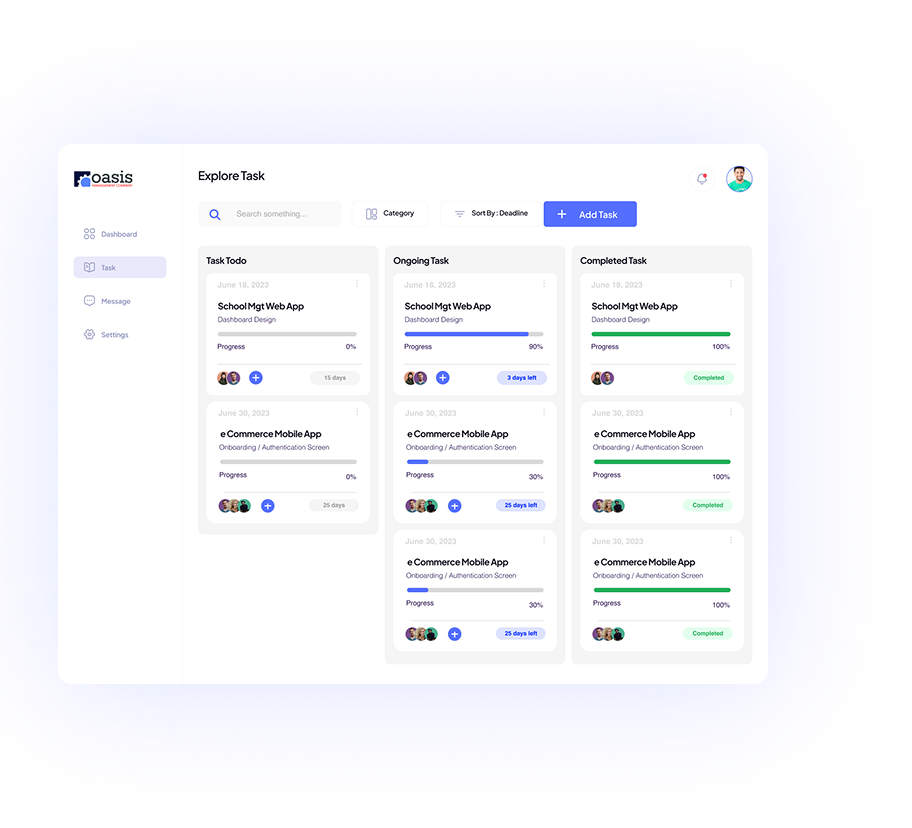 oasis
MANAGEMENT COMPANY
Explore Task
Search something...
Category
Sort By : Deadline
+ Add Task
Dashboard
Task
Message
Settings
Task Todo
June 18, 2023
School Mgt Web App
Dashboard Design
Progress 0%
15 days
June 30, 2023
e Commerce Mobile App
Onboarding / Authentication Screen
Progress 0%
25 days
Ongoing Task
June 18, 2023
School Mgt Web App
Dashboard Design
Progress 90%
3 days left
June 30, 2023
e Commerce Mobile App
Onboarding / Authentication Screen
Progress 30%
25 days left
June 30, 2023
e Commerce Mobile App
Onboarding / Authentication Screen
Progress 30%
25 days left
Completed Task
June 18, 2023
School Mgt Web App
Dashboard Design
Progress 100%
Completed
June 30, 2023
e Commerce Mobile App
Onboarding / Authentication Screen
Progress 100%
Completed
June 30, 2023
e Commerce Mobile App
Onboarding / Authentication Screen
Progress 100%
Completed